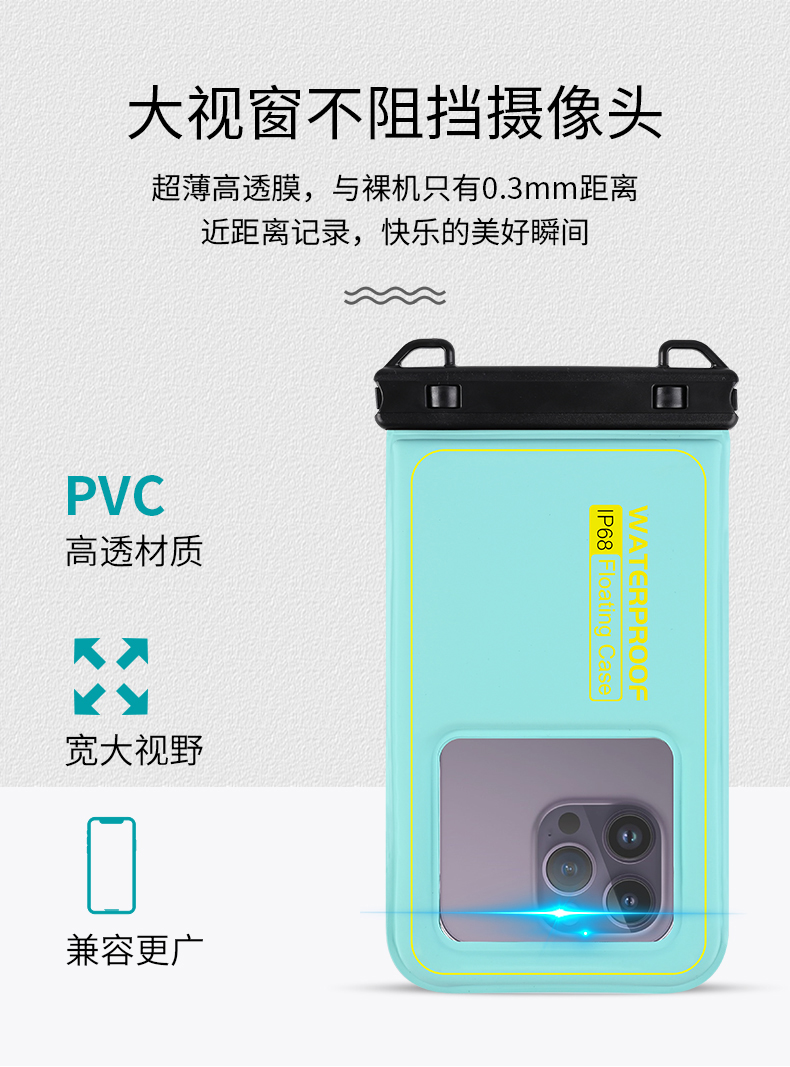 大视窗不阻挡摄像头
超薄高透膜，与裸机只有0.3mm距离
近距离记录，快乐的美好瞬间
PVC
高透材质
宽大视野
兼容更广
WATERPROOF
IP68 Floating Case